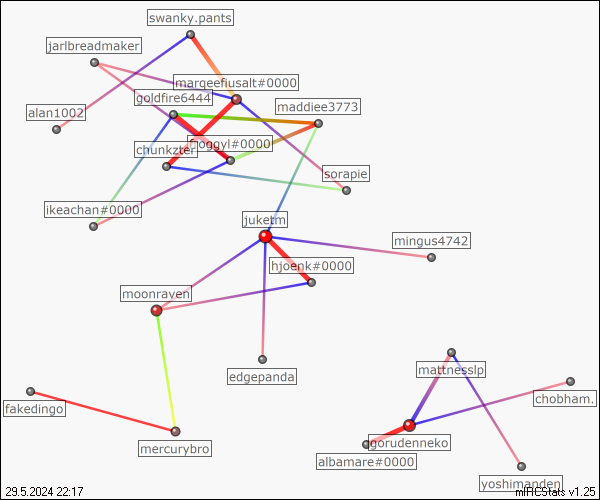 swanky.pants
jarlbreadmaker
marqeefiusalt#0000
goldfire6444
maddiee3773
alan1002
froggyl#0000
chunkzter
sorapie
ikeachan#0000
juketm
mingus4742
hjoenk#0000
moonraven
mattnesslp
edgepanda
chobham.
fakedingo
gorudenneko
mercurybro
albamare#0000
yoshimanden
29.5.2024 22:17
mIRCStats v1.25